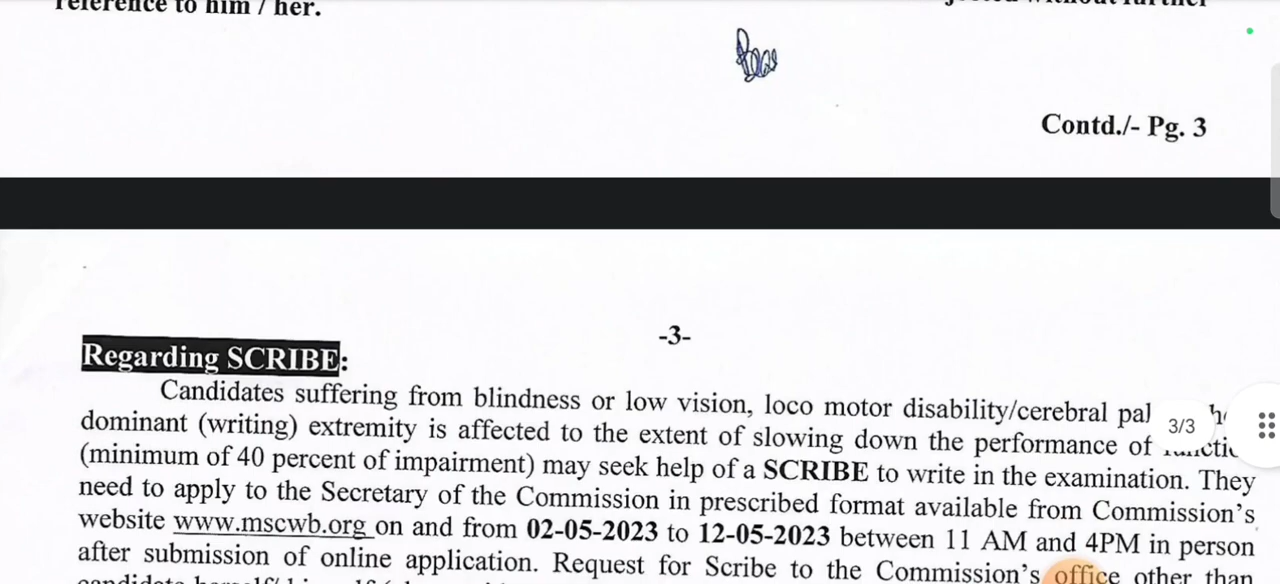 reference to him / her.
Contd./- Pg. 3
-3-
Regarding SCRIBE:
Candidates suffering from blindness or low vision, loco motor disability/cerebral
dominant (writing) extremity is affected to the extent of slowing down the performance of
3/3
(minimum of 40 percent of impairment) may seek help of a SCRIBE to write in the examination. They
need to apply to the Secretary of the Commission in prescribed format available from Commission's
website www.mscwb.org on and from 02-05-2023 to 12-05-2023 between 11 AM and 4PM in person
after submission of online application. Request for Scribe to the Commission's office other than